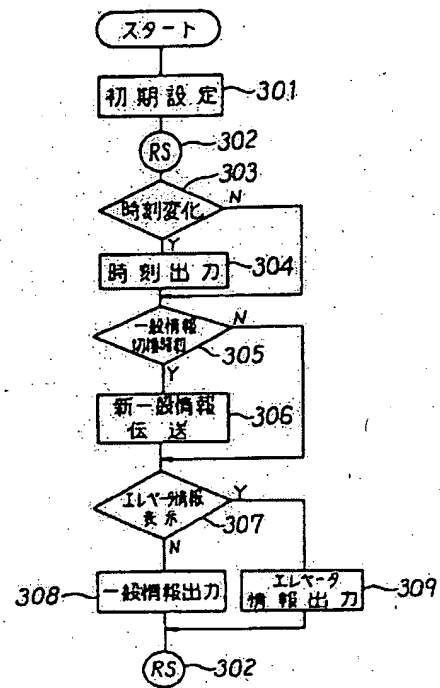 スタート
初期設定
301
RS
302
303
時刻変化
N
Y
時刻出力
304
一般情報
切換時初
N
305
Y
新一般情報
伝送
306
エレベータ情報
表示
Y
307
N
308
一般情報出力
エレベータ
情報出力
309
RS
302